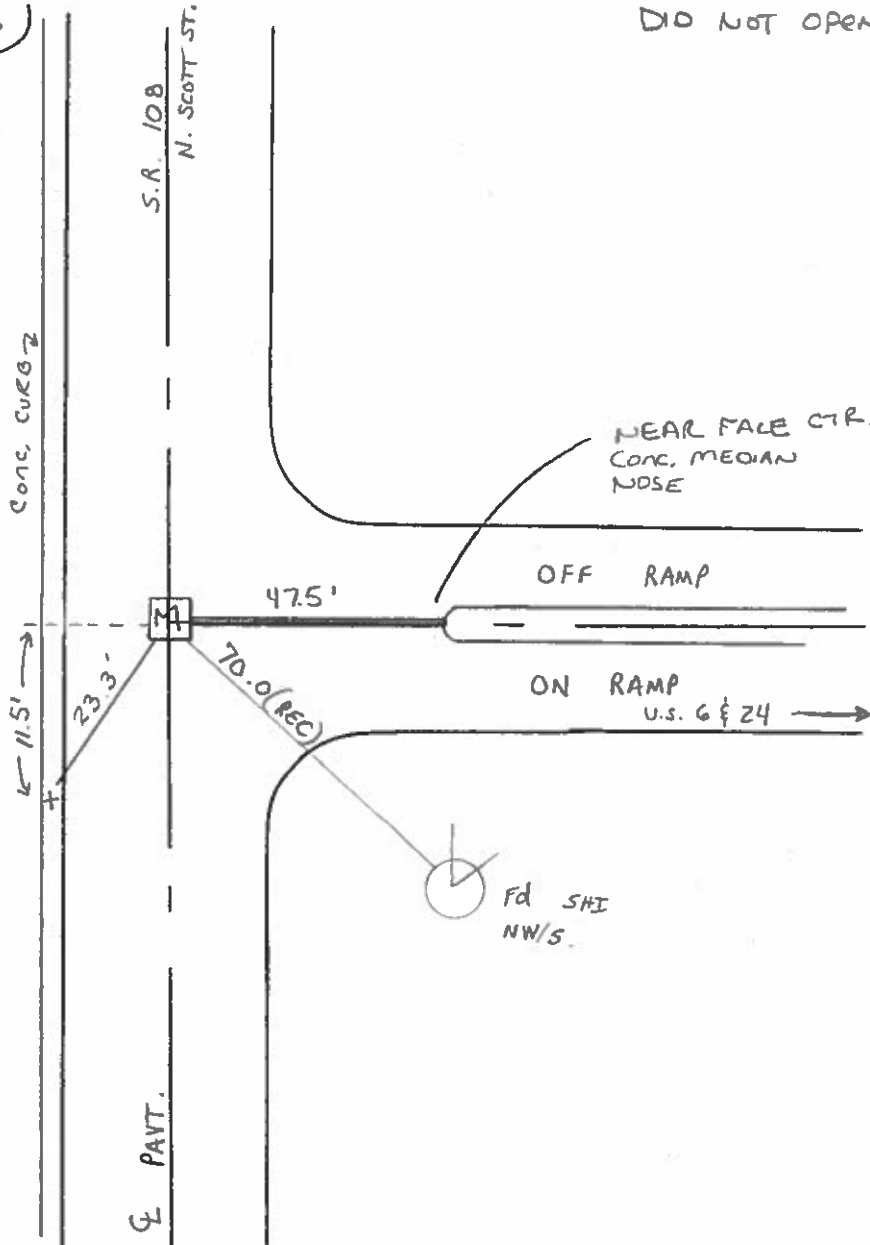 DID NOT OPEN
S.R. 108
N. SCOTT ST.
CONC. CURB
NEAR FACE CTR.
CONC. MEDIAN
NOSE
OFF RAMP
47.5'
M
ON RAMP
U.S. 6 & 24 →
← 11.5' →
23.3'
70.0 (REC)
Fd SHI
NW/S.
℄ PAVT.